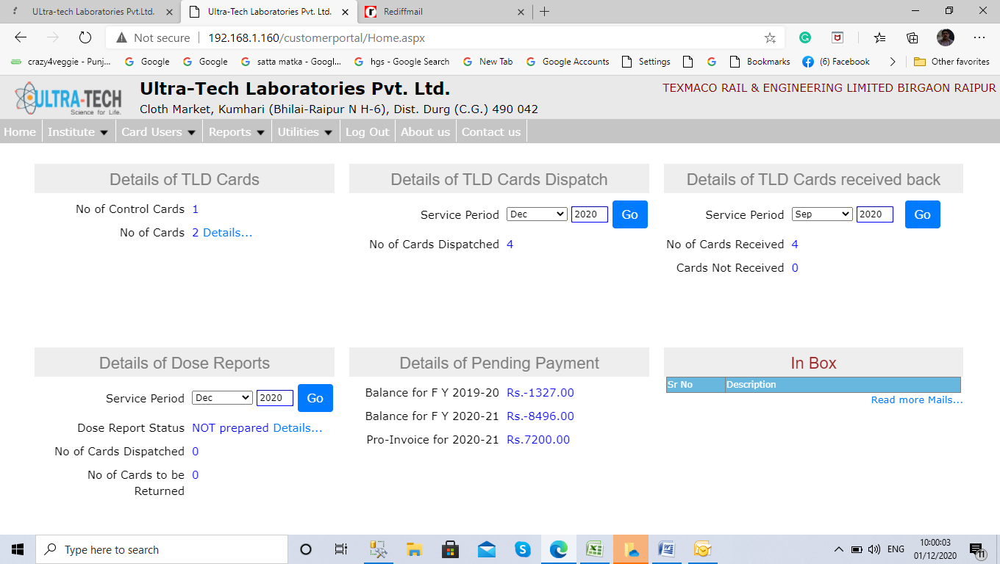 ULtra-tech Laboratories Pvt.Ltd.
Ultra-Tech Laboratories Pvt. Ltd.
Rediffmail
Not secure
192.168.1.160/customerportal/Home.aspx
crazy4veggie - Punj...
Google
Google
satta matka - Googl...
hgs - Google Search
New Tab
Google Accounts
Settings
Bookmarks
(6) Facebook
Other favorites
ULTRA-TECH
Science for Life.
Ultra-Tech Laboratories Pvt. Ltd.
Cloth Market, Kumhari (Bhilai-Raipur N H-6), Dist. Durg (C.G.) 490 042
TEXMACO RAIL & ENGINEERING LIMITED BIRGAON RAIPUR
Home
Institute
Card Users
Reports
Utilities
Log Out
About us
Contact us
Details of TLD Cards
No of Control Cards 1
No of Cards 2 Details...
Details of TLD Cards Dispatch
Service Period Dec 2020 Go
No of Cards Dispatched 4
Details of TLD Cards received back
Service Period Sep 2020 Go
No of Cards Received 4
Cards Not Received 0
Details of Dose Reports
Service Period Dec 2020 Go
Dose Report Status NOT prepared Details...
No of Cards Dispatched 0
No of Cards to be 0
Returned
Details of Pending Payment
Balance for F Y 2019-20 Rs.-1327.00
Balance for F Y 2020-21 Rs.-8496.00
Pro-Invoice for 2020-21 Rs.7200.00
In Box
Sr No Description
Read more Mails...
Type here to search
ENG
10:00:03
01/12/2020
11